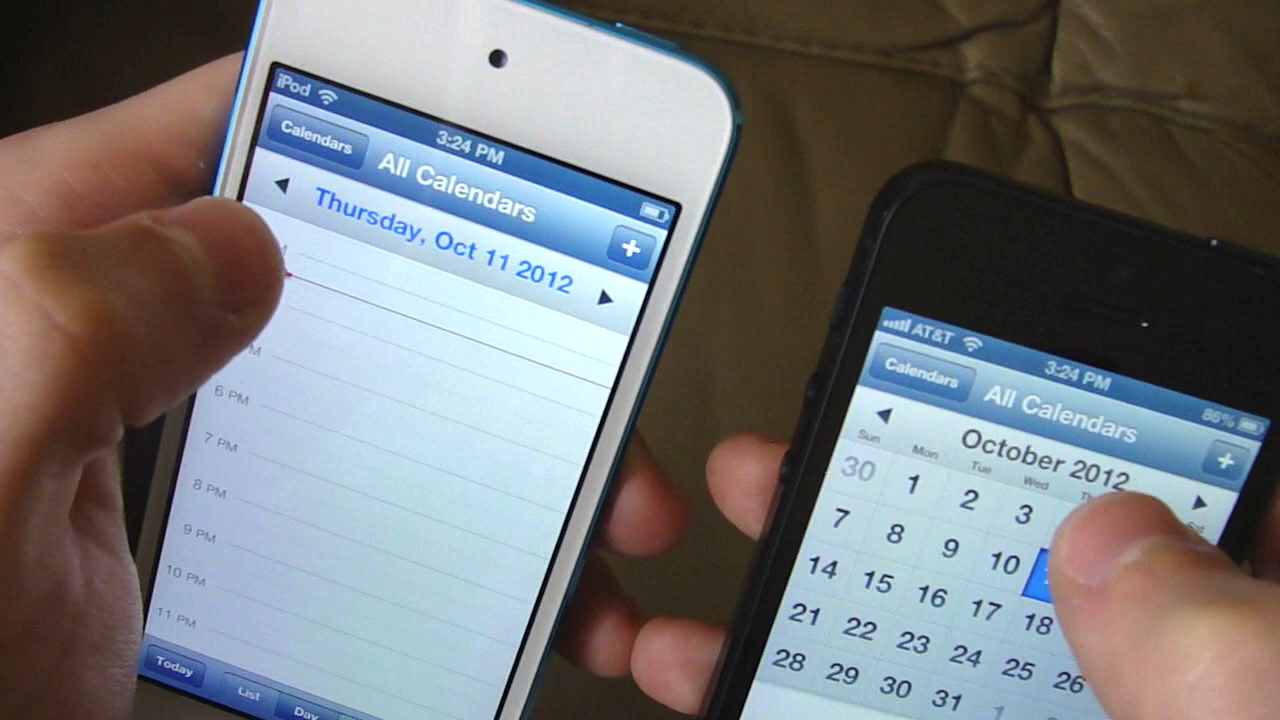 iPod
3:24 PM
Calendars
All Calendars
+
Thursday, Oct 11 2012
6 PM
7 PM
8 PM
9 PM
10 PM
11 PM
Today
List
Day
AT&T
3:24 PM
86%
Calendars
All Calendars
+
October 2012
Sun Mon Tue Wed
30 1 2 3
7 8 9 10
14 15 16 17 18
21 22 23 24 25 26
28 29 30 31 1